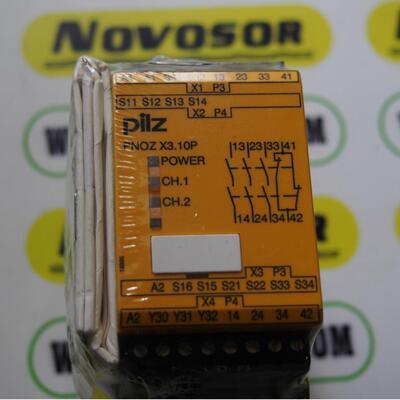 Novosor
13 23 33 41
X1 P3
S11 S12 S13 S14
X2 P4
pilz
PNOZ X3.10P
POWER
CH.1
CH.2
13 23 33 41
14 24 34 42
X3 P3
A2 S16 S15 S21 S22 S33 S34
X4 P4
A2 Y30 Y31 Y32 14 24 34 42
Novosor